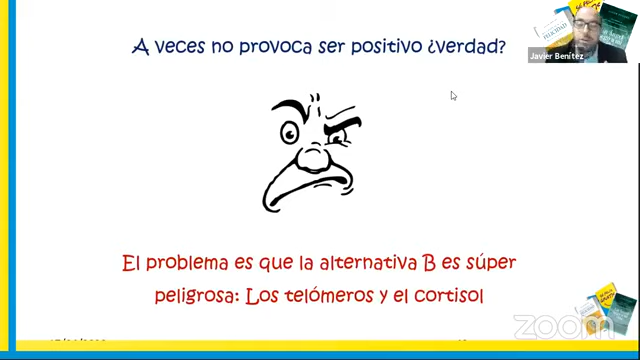 A veces no provoca ser positivo ¿verdad?
Javier Benítez
El problema es que la alternativa B es súper
peligrosa: Los telómeros y el cortisol
zoom